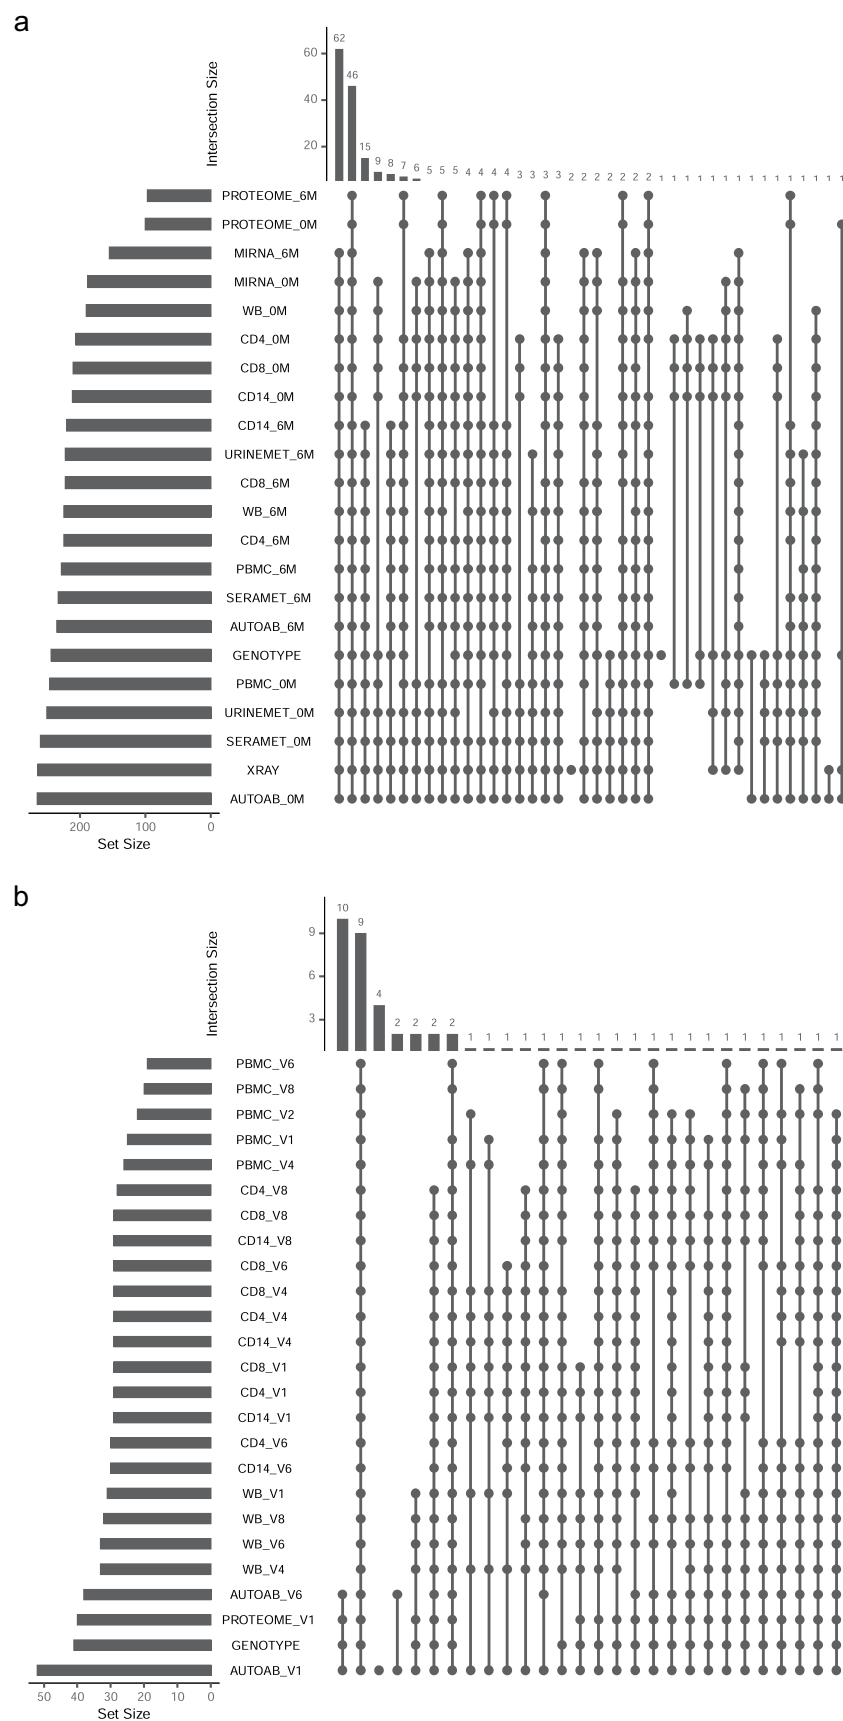 a
62
46
15
9 8 7 6 5 5 5 4 4 4 4 3 3 3 3 2 2 2 2 2 2 1 1 1 1 1 1 1 1 1 1 1 1 1 1 1
60
40
20
Intersection Size
PROTEOME_6M
PROTEOME_0M
MIRNA_6M
MIRNA_0M
WB_0M
CD4_0M
CD8_0M
CD14_0M
CD14_6M
URINEMET_6M
CD8_6M
WB_6M
CD4_6M
PBMC_6M
SERAMET_6M
AUTOAB_6M
GENOTYPE
PBMC_0M
URINEMET_0M
SERAMET_0M
XRAY
AUTOAB_0M
200 100 0
Set Size
b
10
9
4
2 2 2 2 1 1 1 1 1 1 1 1 1 1 1 1 1 1 1 1 1 1 1 1 1
9
6
3
Intersection Size
PBMC_V6
PBMC_V8
PBMC_V2
PBMC_V1
PBMC_V4
CD4_V8
CD8_V8
CD14_V8
CD8_V6
CD8_V4
CD4_V4
CD14_V4
CD8_V1
CD4_V1
CD14_V1
CD4_V6
CD14_V6
WB_V1
WB_V8
WB_V6
WB_V4
AUTOAB_V6
PROTEOME_V1
GENOTYPE
AUTOAB_V1
50 40 30 20 10 0
Set Size